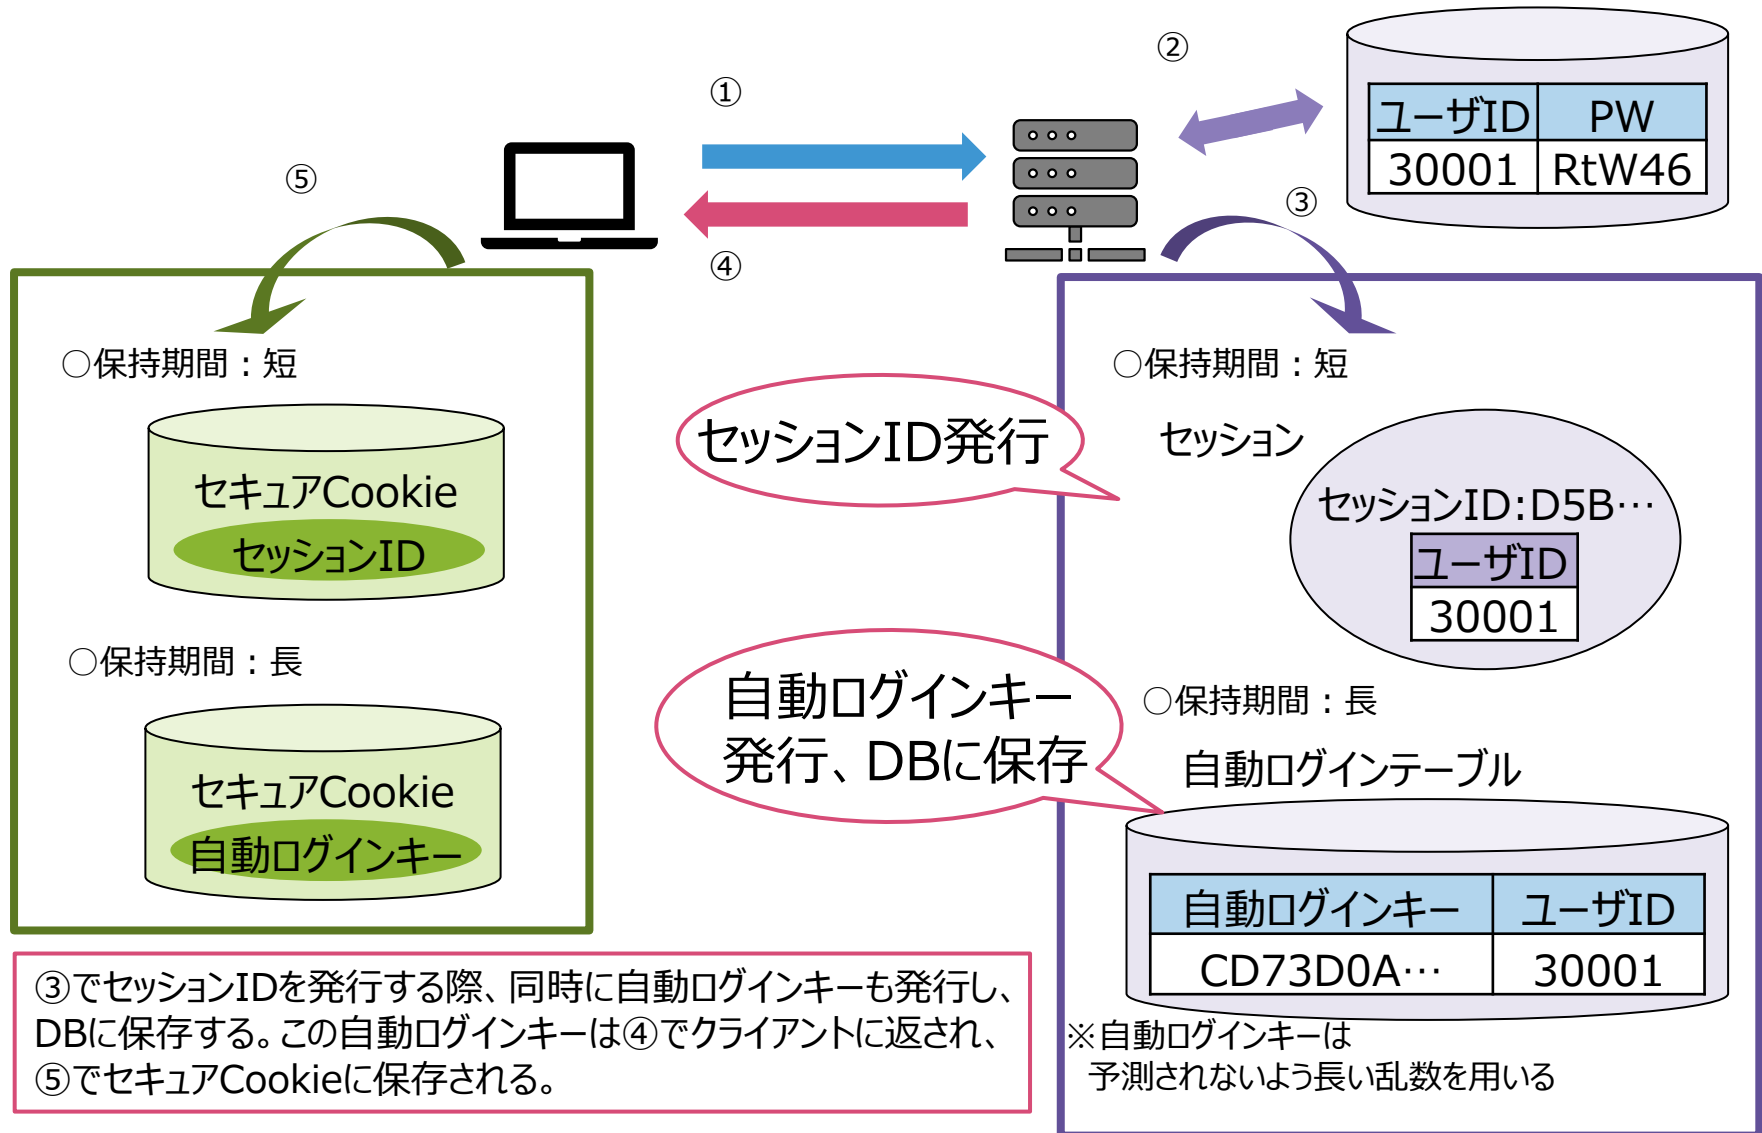 ①
②
ユーザID PW
30001 RtW46
③
④
⑤
○保持期間：短
セキュアCookie
セッションID
○保持期間：長
セキュアCookie
自動ログインキー
セッションID発行
自動ログインキー
発行、DBに保存
○保持期間：短
セッション
セッションID:D5B…
ユーザID
30001
○保持期間：長
自動ログインテーブル
自動ログインキー ユーザID
CD73D0A… 30001
※自動ログインキーは
予測されないよう長い乱数を用いる
③でセッションIDを発行する際、同時に自動ログインキーも発行し、
DBに保存する。この自動ログインキーは④でクライアントに返され、
⑤でセキュアCookieに保存される。